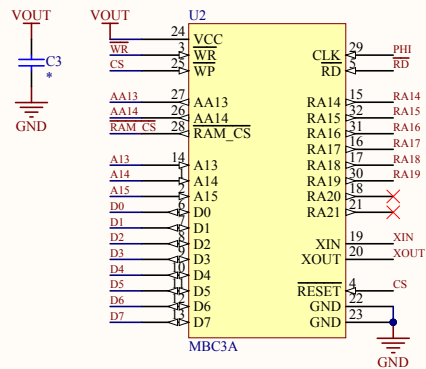 VOUT
C3
*
GND
VOUT
U2
24 VCC
WR 3 WR
CS 25 WP
AA13 27 AA13
AA14 26 AA14
RAM_CS 28 RAM_CS
A13 14 A13
A14 1 A14
A15 2 A15
D0 6 D0
D1 7 D1
D2 8 D2
D3 9 D3
D4 10 D4
D5 11 D5
D6 12 D6
D7 13 D7
CLK 29 PHI
RD 5 RD
RA14 15 RA14
RA15 32 RA15
RA16 31 RA16
RA17 16 RA17
RA18 17 RA18
RA19 30 RA19
RA20 18
RA21 21
XIN 19 XIN
XOUT 20 XOUT
RESET 4 CS
GND 22
GND 23
MBC3A
GND